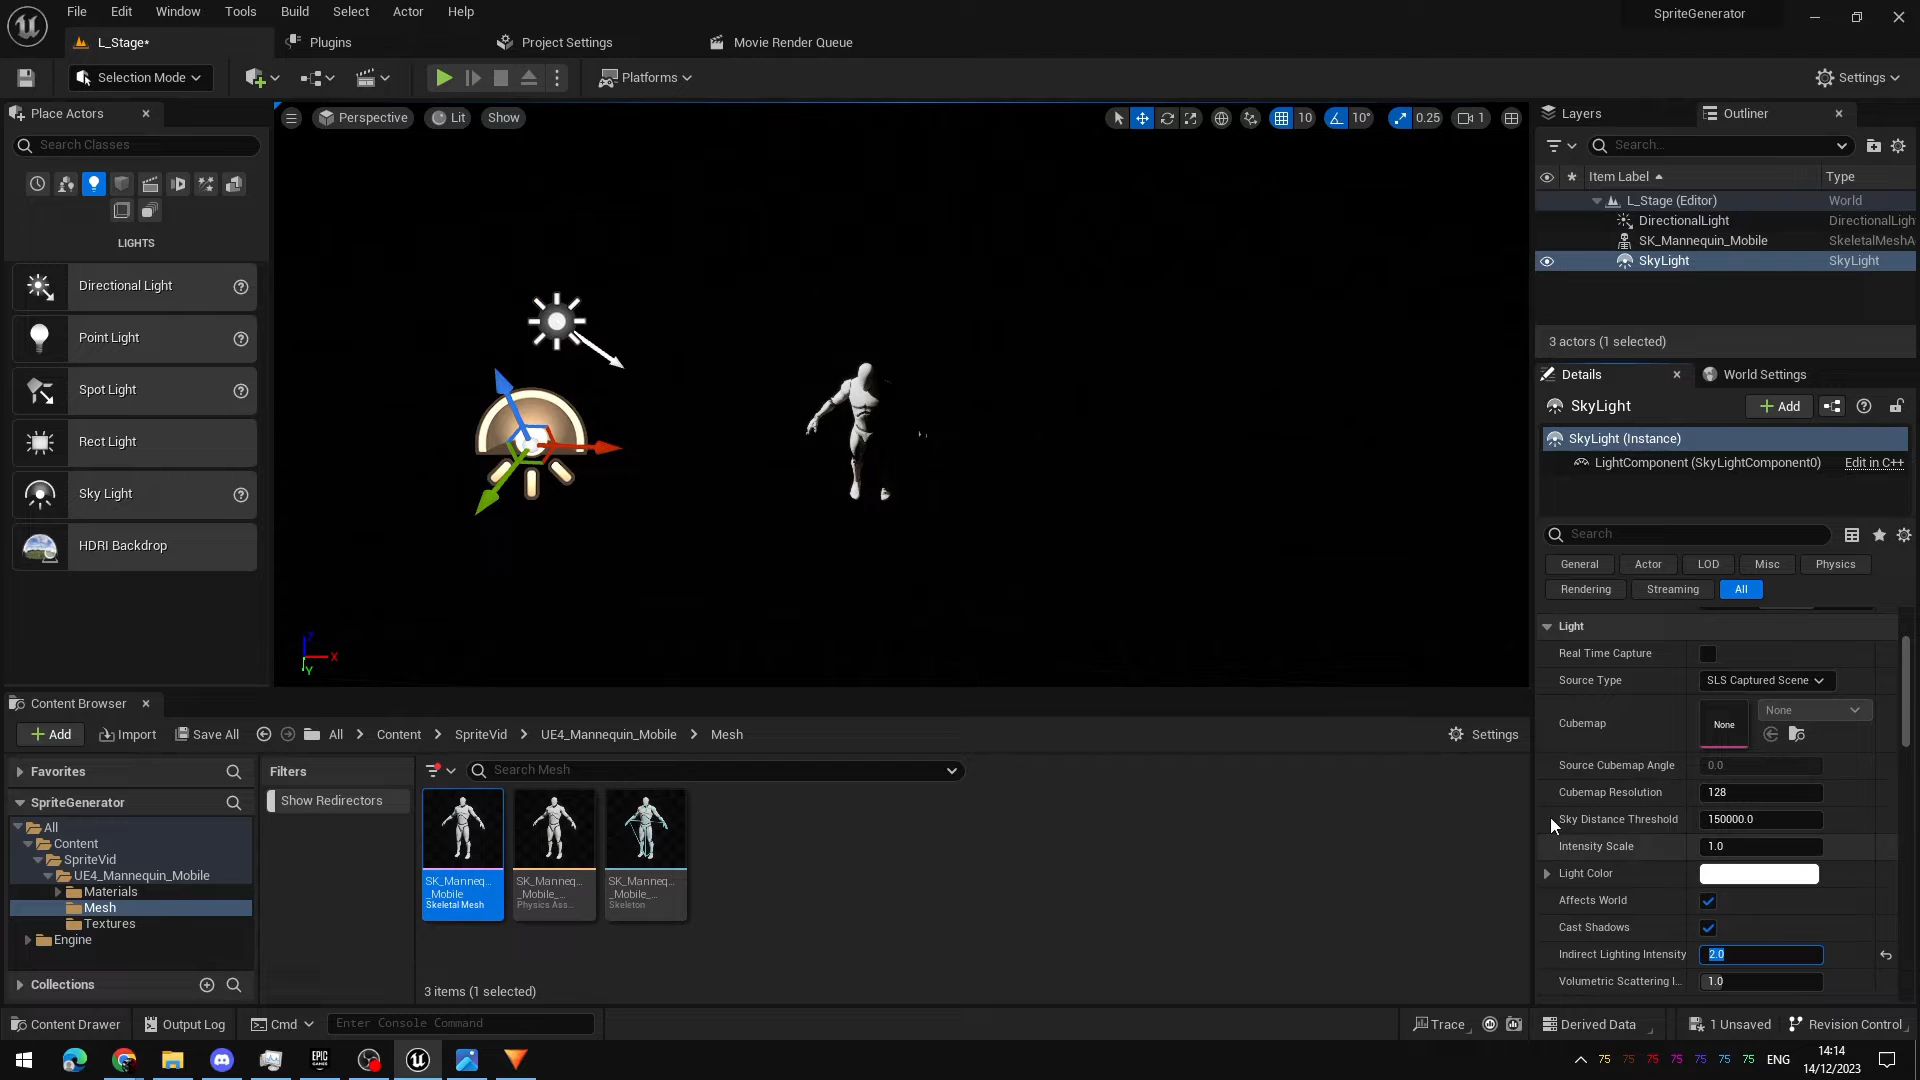 File Edit Window Tools Build Select Actor Help SpriteGenerator
L_Stage* Plugins Project Settings Movie Render Queue
Selection Mode Platforms Settings
Place Actors
Search Classes
LIGHTS
Directional Light
Point Light
Spot Light
Rect Light
Sky Light
HDRI Backdrop
Perspective Lit Show 10 10° 0.25 1
X
Y
Layers Outliner
Search...
Item Label Type
L_Stage (Editor) World
DirectionalLight DirectionalLigh
SK_Mannequin_Mobile SkeletalMeshA
SkyLight SkyLight
3 actors (1 selected)
Details World Settings
SkyLight Add
SkyLight (Instance)
LightComponent (SkyLightComponent0) Edit in C++
Search
General Actor LOD Misc Physics
Rendering Streaming All
Light
Real Time Capture
Source Type SLS Captured Scene
Cubemap None None
Source Cubemap Angle 0.0
Cubemap Resolution 128
Sky Distance Threshold 150000.0
Intensity Scale 1.0
Light Color
Affects World
Cast Shadows
Indirect Lighting Intensity 2.0
Volumetric Scattering I... 1.0
Content Browser
Add Import Save All All Content SpriteVid UE4_Mannequin_Mobile Mesh Settings
Favorites
SpriteGenerator
All
Content
SpriteVid
UE4_Mannequin_Mobile
Materials
Mesh
Textures
Engine
Collections
Filters
Show Redirectors
Search Mesh
SK_Manneq...
_Mobile
Skeletal Mesh
SK_Manneq...
_Mobile_...
Physics Ass...
SK_Manneq...
_Mobile_...
Skeleton
3 items (1 selected)
Content Drawer Output Log Cmd Enter Console Command Trace Derived Data 1 Unsaved Revision Control
EPIC
GAMES
75 75 75 75 75 75 75 ENG
14:14
14/12/2023